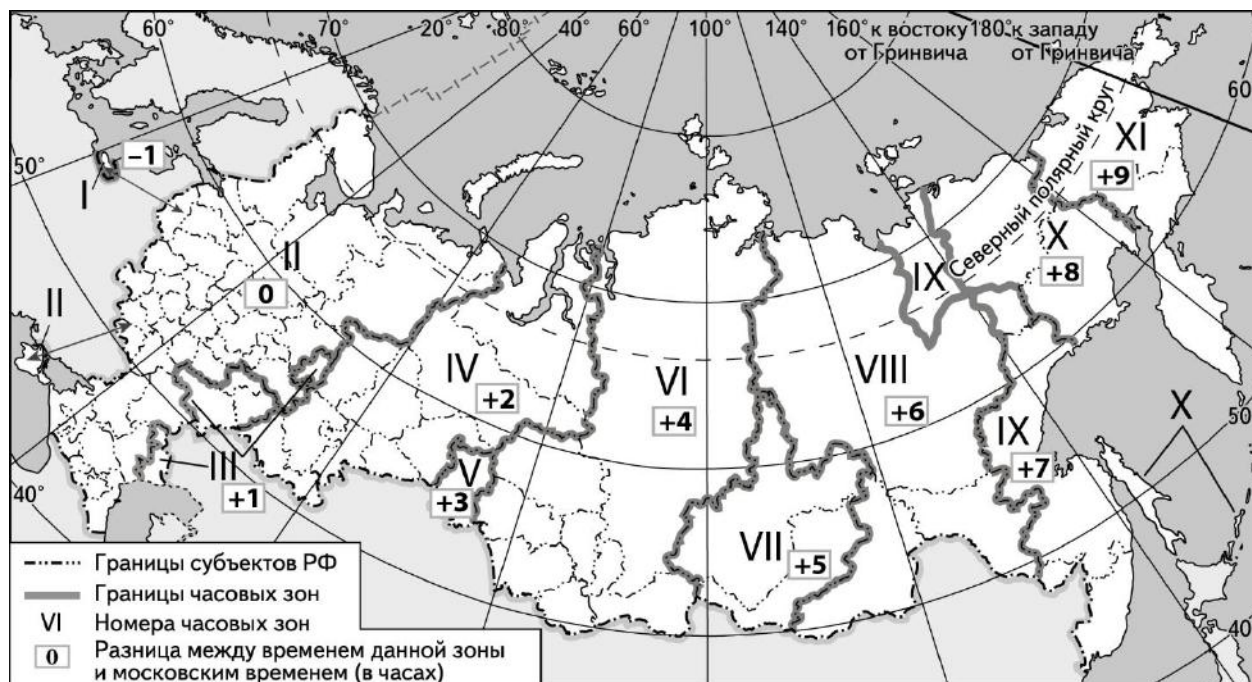 60° 70° 20° 40° 60° 80° 100° 120° 140° 160° к востоку 180° к западу
от Гринвича от Гринвича
60°
50°
–1
I
Северный полярный круг
XI
+9
II
0
X
+8
IX
II
IV
+2
VI
+4
VIII
+6
X
50°
IX
+7
V
+3
III
+1
40°
VII
+5
40°
Границы субъектов РФ
Границы часовых зон
VI Номера часовых зон
0 Разница между временем данной зоны
и московским временем (в часах)